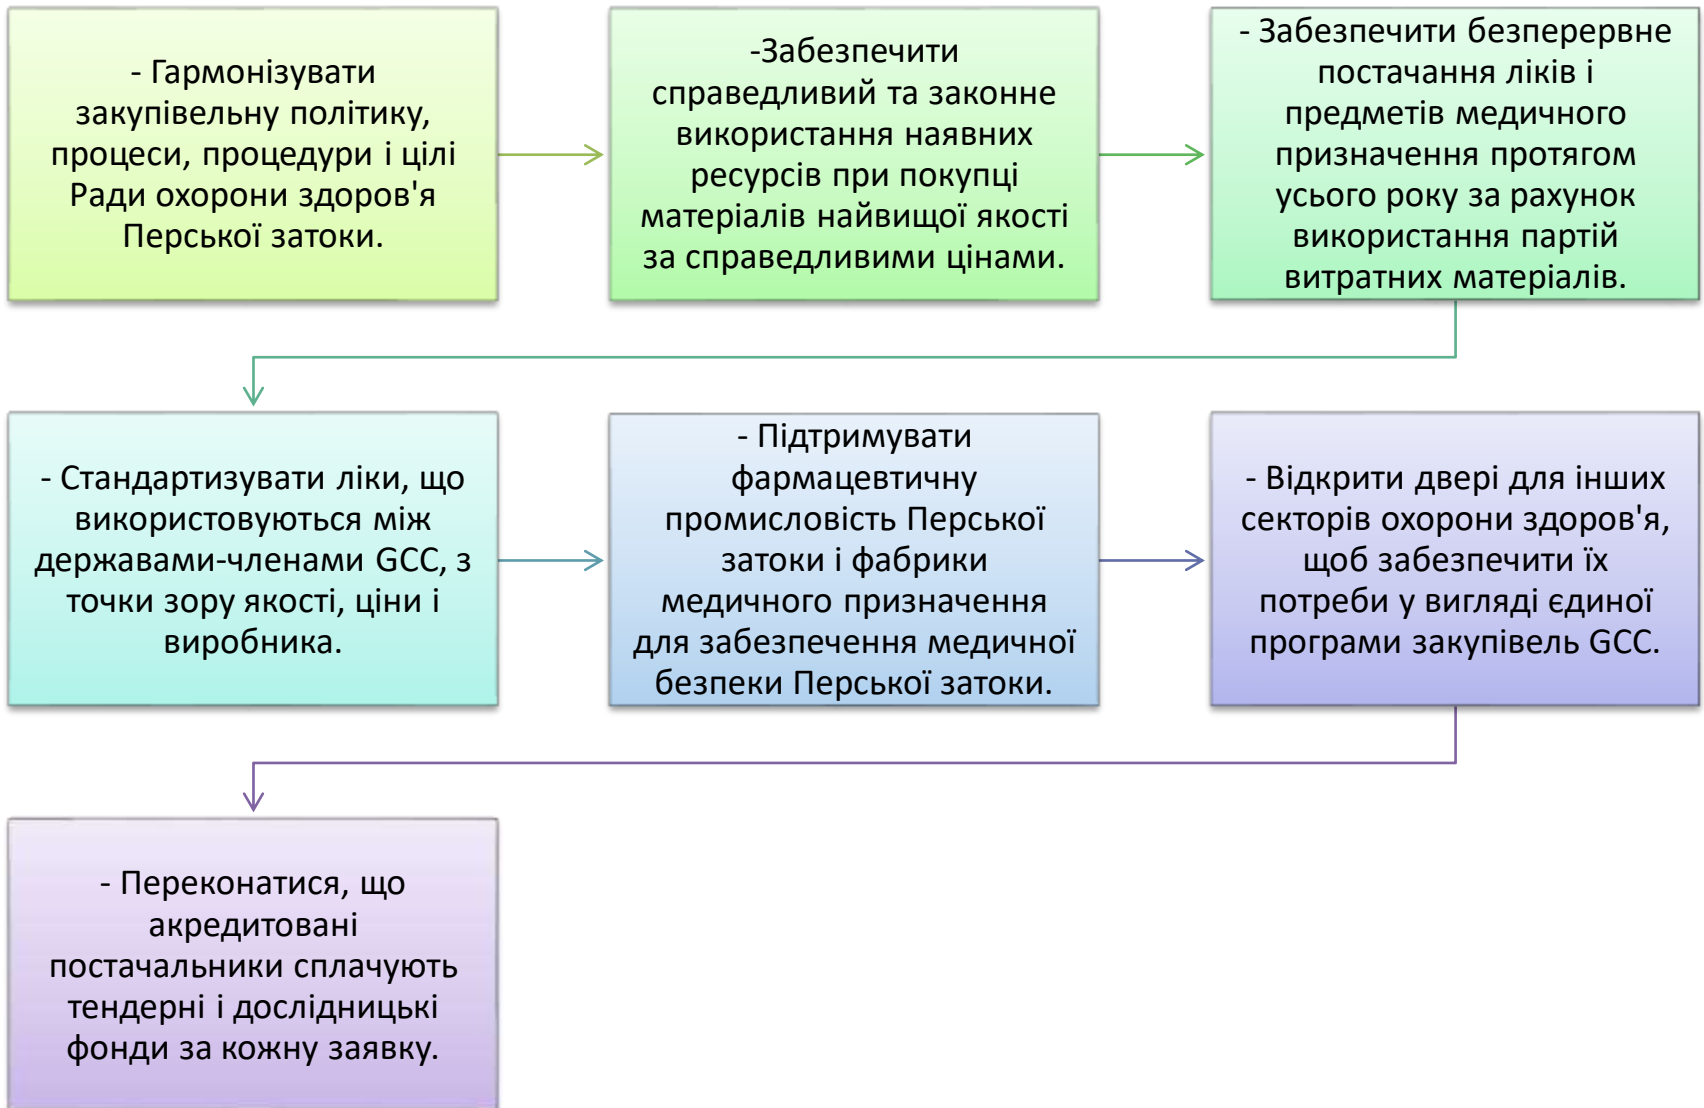 - Гармонізувати
закупівельну політику,
процеси, процедури і цілі
Ради охорони здоров'я
Перської затоки.
-Забезпечити
справедливий та законне
використання наявних
ресурсів при покупці
матеріалів найвищої якості
за справедливими цінами.
- Забезпечити безперервне
постачання ліків і
предметів медичного
призначення протягом
усього року за рахунок
використання партій
витратних матеріалів.
- Стандартизувати ліки, що
використовуються між
державами-членами GCC, з
точки зору якості, ціни і
виробника.
- Підтримувати
фармацевтичну
промисловість Перської
затоки і фабрики
медичного призначення
для забезпечення медичної
безпеки Перської затоки.
- Відкрити двері для інших
секторів охорони здоров'я,
щоб забезпечити їх
потреби у вигляді єдиної
програми закупівель GCC.
- Переконатися, що
акредитовані
постачальники сплачують
тендерні і дослідницькі
фонди за кожну заявку.